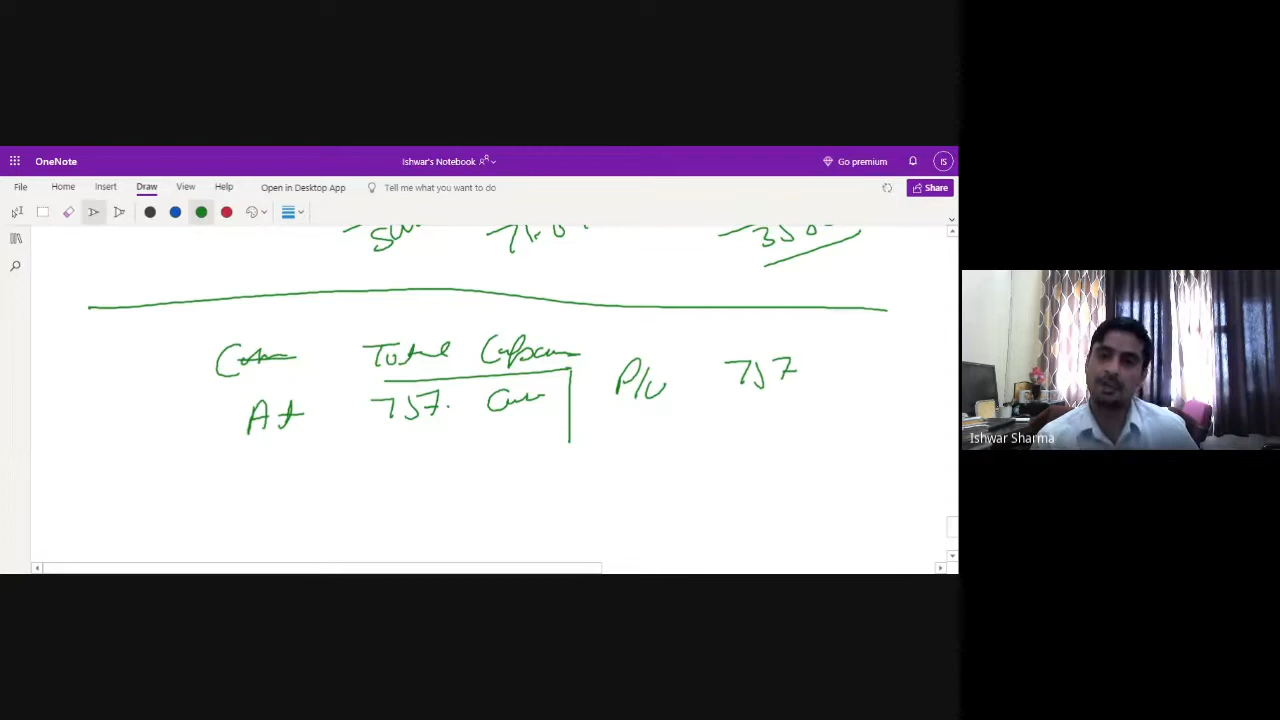 OneNote
Ishwar's Notebook
Go premium
IS
File Home Insert Draw View Help Open in Desktop App Tell me what you want to do
Share
Total
P/U 757
At 757.
Ishwar Sharma